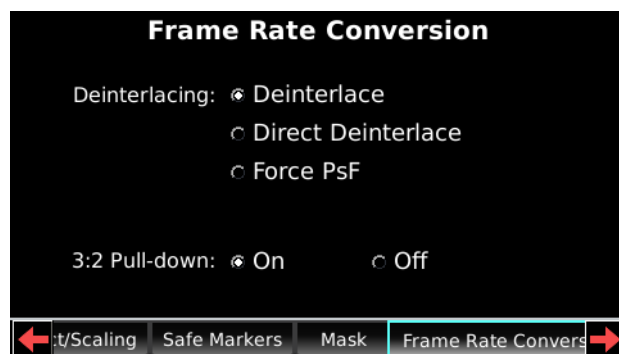 Frame Rate Conversion
Deinterlacing: Deinterlace
Direct Deinterlace
Force PsF
3:2 Pull-down: On Off
t/Scaling Safe Markers Mask Frame Rate Convers